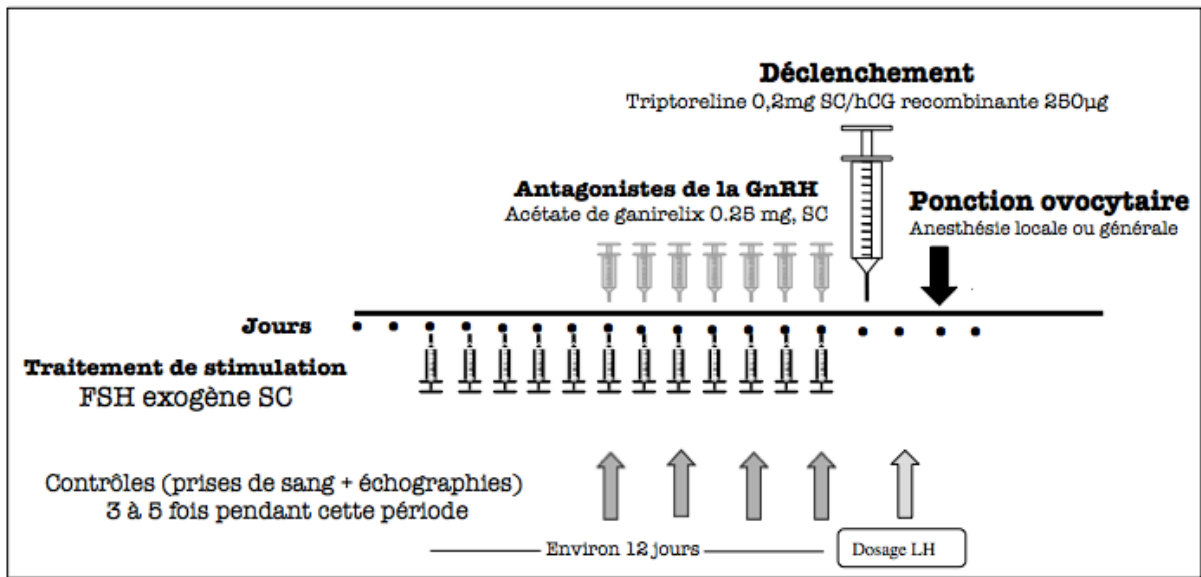 Déclenchement
Triptoreline 0,2mg SC/hCG recombinante 250µg
Antagonistes de la GnRH
Acétate de ganirelix 0.25 mg, SC
Ponction ovocytaire
Anesthésie locale ou générale
Jours
Traitement de stimulation
FSH exogène SC
Contrôles (prises de sang + échographies)
3 à 5 fois pendant cette période
Environ 12 jours
Dosage LH